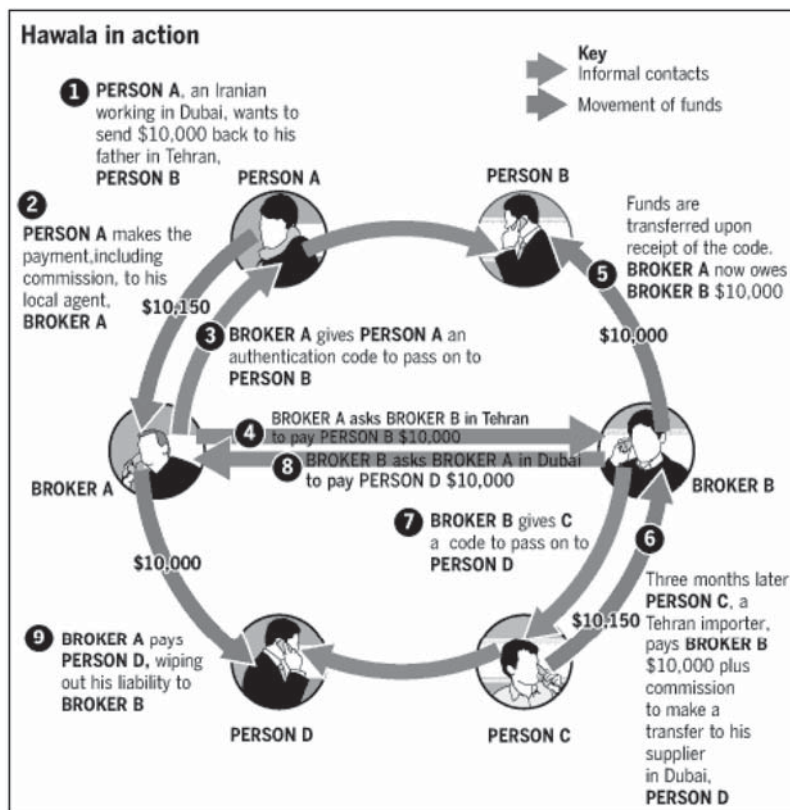 Hawala in action
Key
Informal contacts
Movement of funds
1 PERSON A, an Iranian
working in Dubai, wants to
send $10,000 back to his
father in Tehran,
PERSON B
PERSON A
PERSON B
2
PERSON A makes the
payment,including
commission, to his
local agent,
BROKER A
$10,150
3 BROKER A gives PERSON A an
authentication code to pass on to
PERSON B
Funds are
transferred upon
receipt of the code.
5 BROKER A now owes
BROKER B $10,000
$10,000
BROKER A asks BROKER B in Tehran
4 to pay PERSON B $10,000
8 BROKER B asks BROKER A in Dubai
to pay PERSON D $10,000
BROKER A
BROKER B
7 BROKER B gives C
a code to pass on to
PERSON D
6
Three months later
PERSON C, a
Tehran importer,
pays BROKER B
$10,000 plus
commission
to make a
transfer to his
supplier
in Dubai,
PERSON D
$10,150
$10,000
9 BROKER A pays
PERSON D, wiping
out his liability to
BROKER B
PERSON D
PERSON C